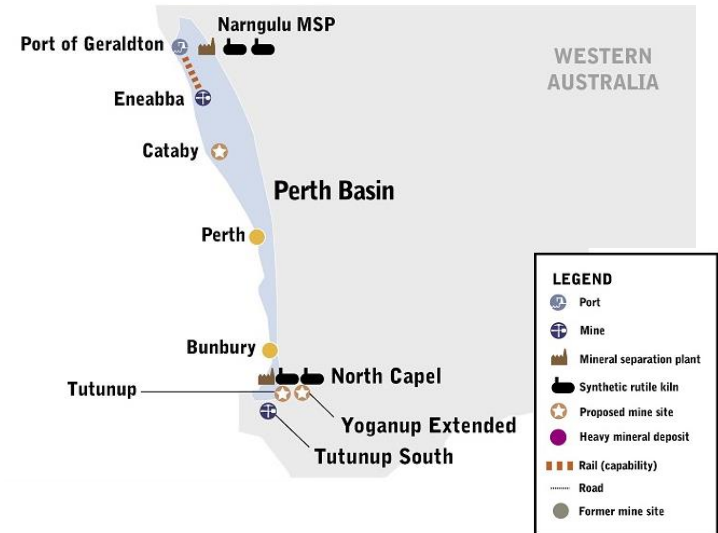 Narngulu MSP
Port of Geraldton
WESTERN
AUSTRALIA
Eneabba
Cataby
Perth Basin
Perth
Bunbury
North Capel
Tutunup
Yoganup Extended
Tutunup South
LEGEND
Port
Mine
Mineral separation plant
Synthetic rutile kiln
Proposed mine site
Heavy mineral deposit
Rail (capability)
Road
Former mine site